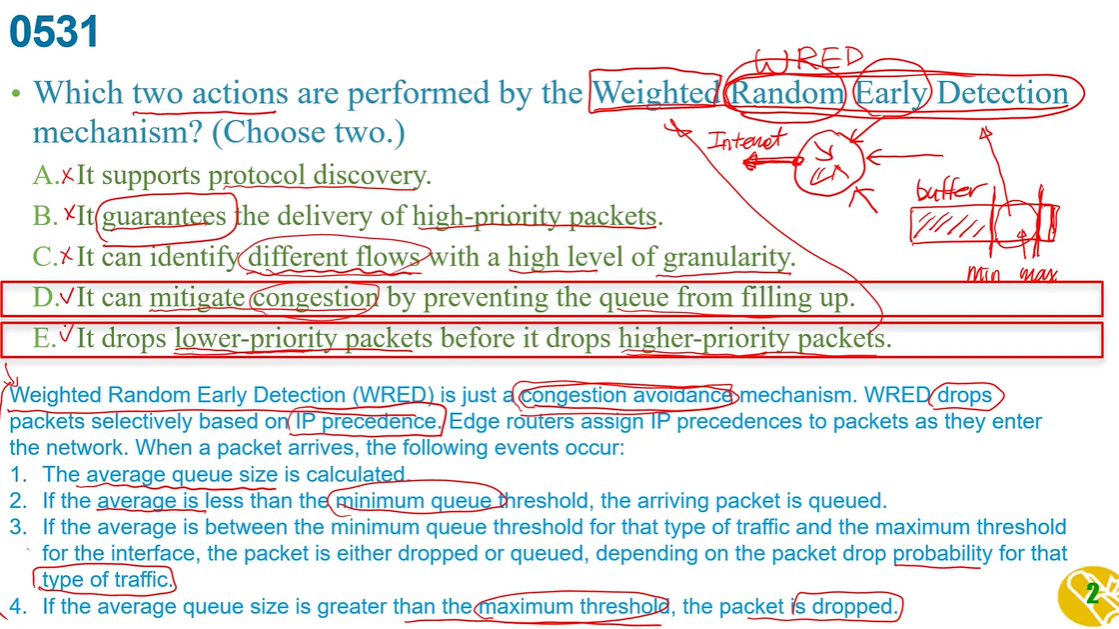 0531
WRED
• Which two actions are performed by the Weighted Random Early Detection
mechanism? (Choose two.)
Internet
A.×It supports protocol discovery.
buffer
B. ×It guarantees the delivery of high-priority packets.
C.×It can identify different flows with a high level of granularity.
min max
D.✓It can mitigate congestion by preventing the queue from filling up.
E.✓It drops lower-priority packets before it drops higher-priority packets.
Weighted Random Early Detection (WRED) is just a congestion avoidance mechanism. WRED drops
packets selectively based on IP precedence. Edge routers assign IP precedences to packets as they enter
the network. When a packet arrives, the following events occur:
1. The average queue size is calculated.
2. If the average is less than the minimum queue threshold, the arriving packet is queued.
3. If the average is between the minimum queue threshold for that type of traffic and the maximum threshold
for the interface, the packet is either dropped or queued, depending on the packet drop probability for that
type of traffic.
4. If the average queue size is greater than the maximum threshold, the packet is dropped.
2